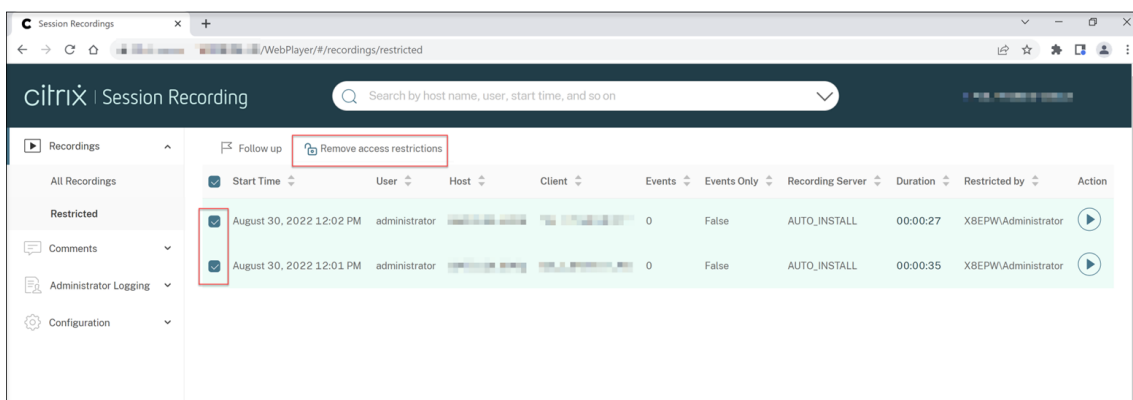 Session Recordings
/WebPlayer/#/recordings/restricted
citrix | Session Recording
Search by host name, user, start time, and so on
Recordings
Follow up
Remove access restrictions
All Recordings
Start Time User Host Client Events Events Only Recording Server Duration Restricted by Action
Restricted
August 30, 2022 12:02 PM administrator 0 False AUTO_INSTALL 00:00:27 X8EPW\Administrator
Comments
August 30, 2022 12:01 PM administrator 0 False AUTO_INSTALL 00:00:35 X8EPW\Administrator
Administrator Logging
Configuration